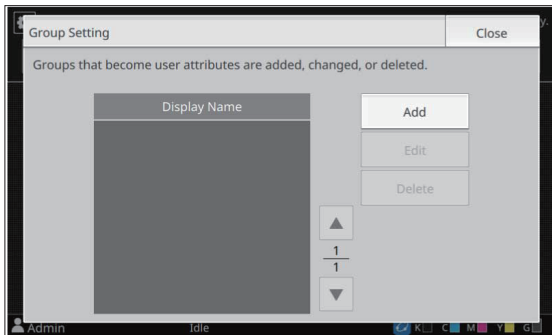 Group Setting
Close
Groups that become user attributes are added, changed, or deleted.
Display Name
Add
Edit
Delete
1
1
Admin
Idle
K
C
M
Y
G
y.